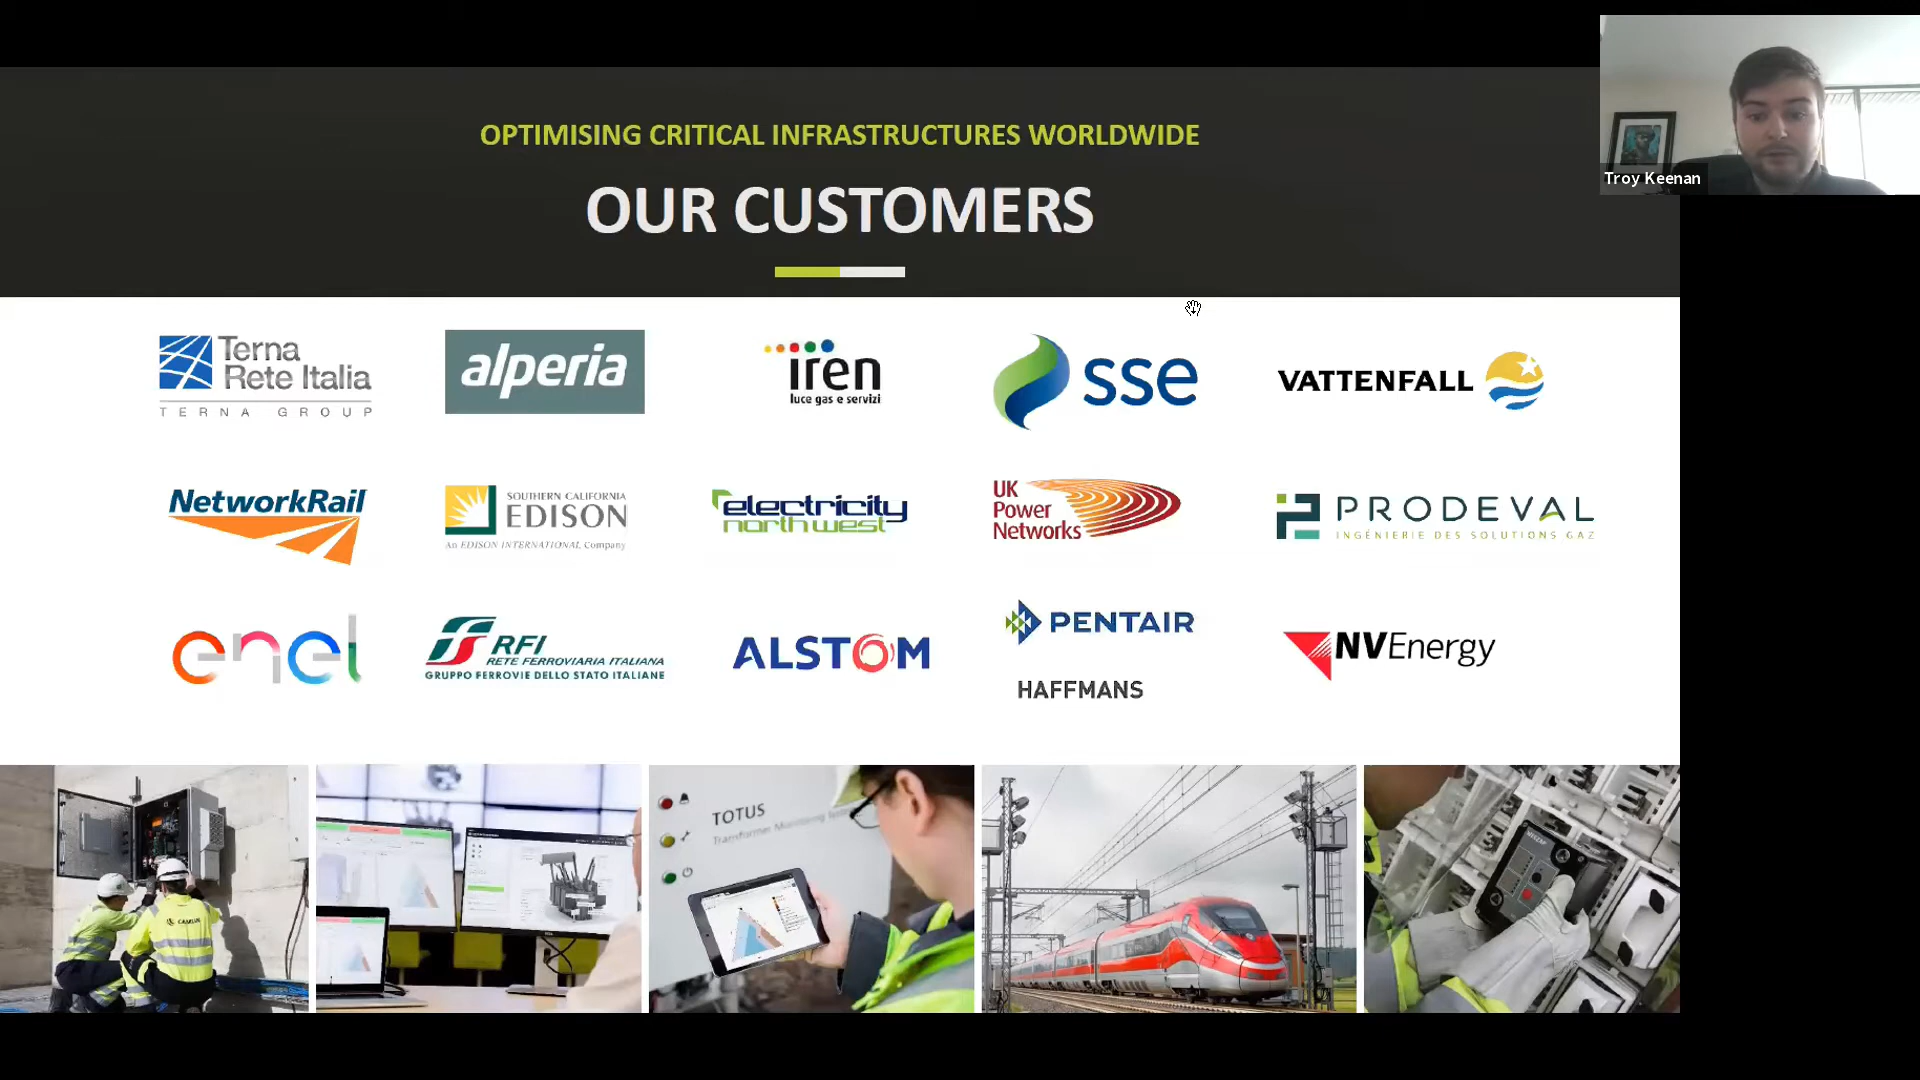 OPTIMISING CRITICAL INFRASTRUCTURES WORLDWIDE
OUR CUSTOMERS
Troy Keenan
Terna
Rete Italia
TERNA GROUP
alperia
iren
luce gas e servizi
sse
VATTENFALL
NetworkRail
SOUTHERN CALIFORNIA
EDISON
An EDISON INTERNATIONAL Company
electricity
northwest
UK
Power
Networks
PRODEVAL
INGÉNIERIE DES SOLUTIONS GAZ
enel
RFI
RETE FERROVIARIA ITALIANA
GRUPPO FERROVIE DELLO STATO ITALIANE
ALSTOM
PENTAIR
HAFFMANS
NVEnergy
CAMLIN
TOTUS
Transformer Monitoring